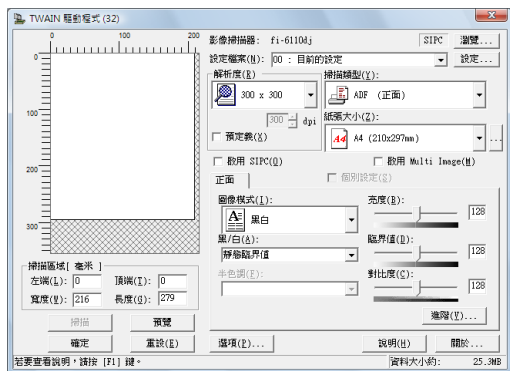 TWAIN 驅動程式 (32)
0 100 200
0
100
200
300
影像掃描器: fi-6110dj SIPC 瀏覽...
設定檔案(N): 00 : 目前的設定 設定...
解析度(R) 掃描類型(Y):
300 x 300 ADF (正面)
300 dpi 紙張大小(Z):
預定義(X) A4 A4 (210x297mm) ...
啟用 SIPC(Q) 啟用 Multi Image(M)
正面 個別設定(S)
圖像模式(I): 亮度(B):
黑白 128
黑/白(A): 臨界值(D):
靜態臨界值 128
半色調(F): 對比度(C):
128
進階(V)...
掃描區域[ 毫米 ]
左端(L): 0 頂端(T): 0
寬度(W): 216 長度(G): 279
掃描 預覽
確定 重設(E) 選項(P)... 說明(H) 關於...
若要查看說明，請按 [F1] 鍵。 資料大小約: 25.3MB